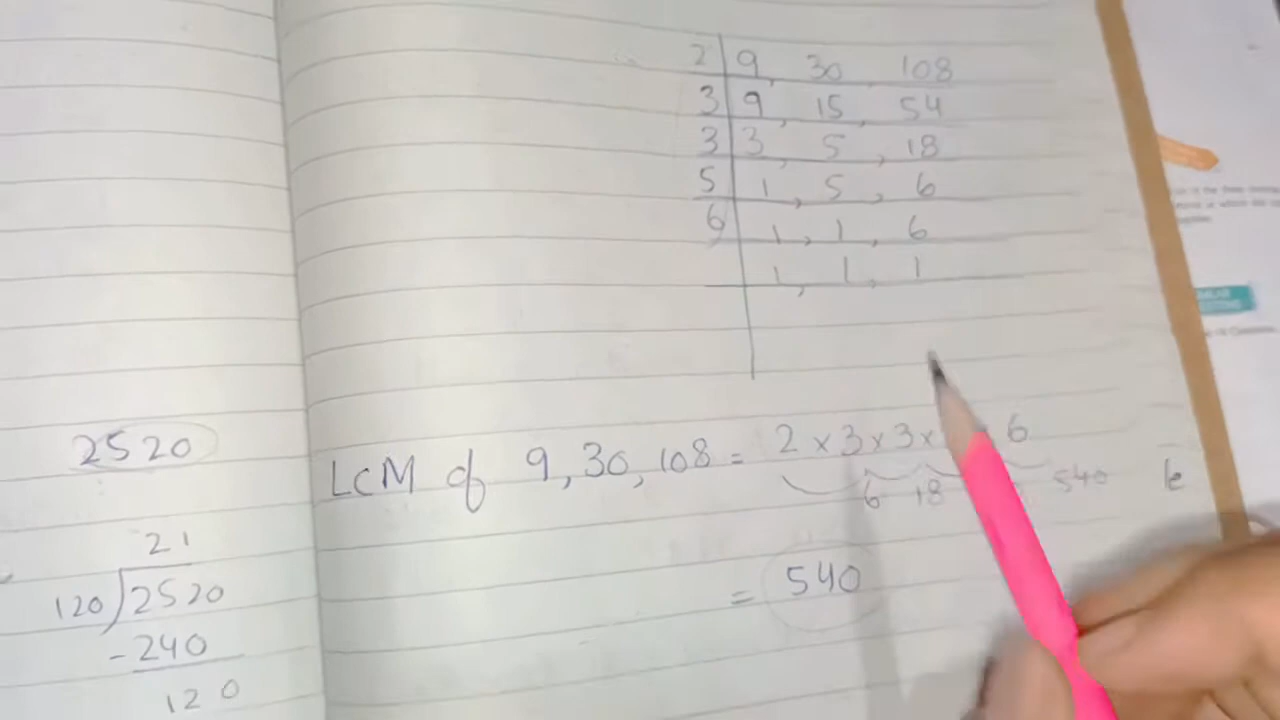 2520
21
120)2520
-240
120
2 | 9, 30, 108
3 | 9, 15, 54
3 | 3, 5, 18
5 | 1, 5, 6
6 | 1, 1, 6
1, 1, 1
LCM of 9, 30, 108 = 2 x 3 x 3 x 6
6 18 540
= 540